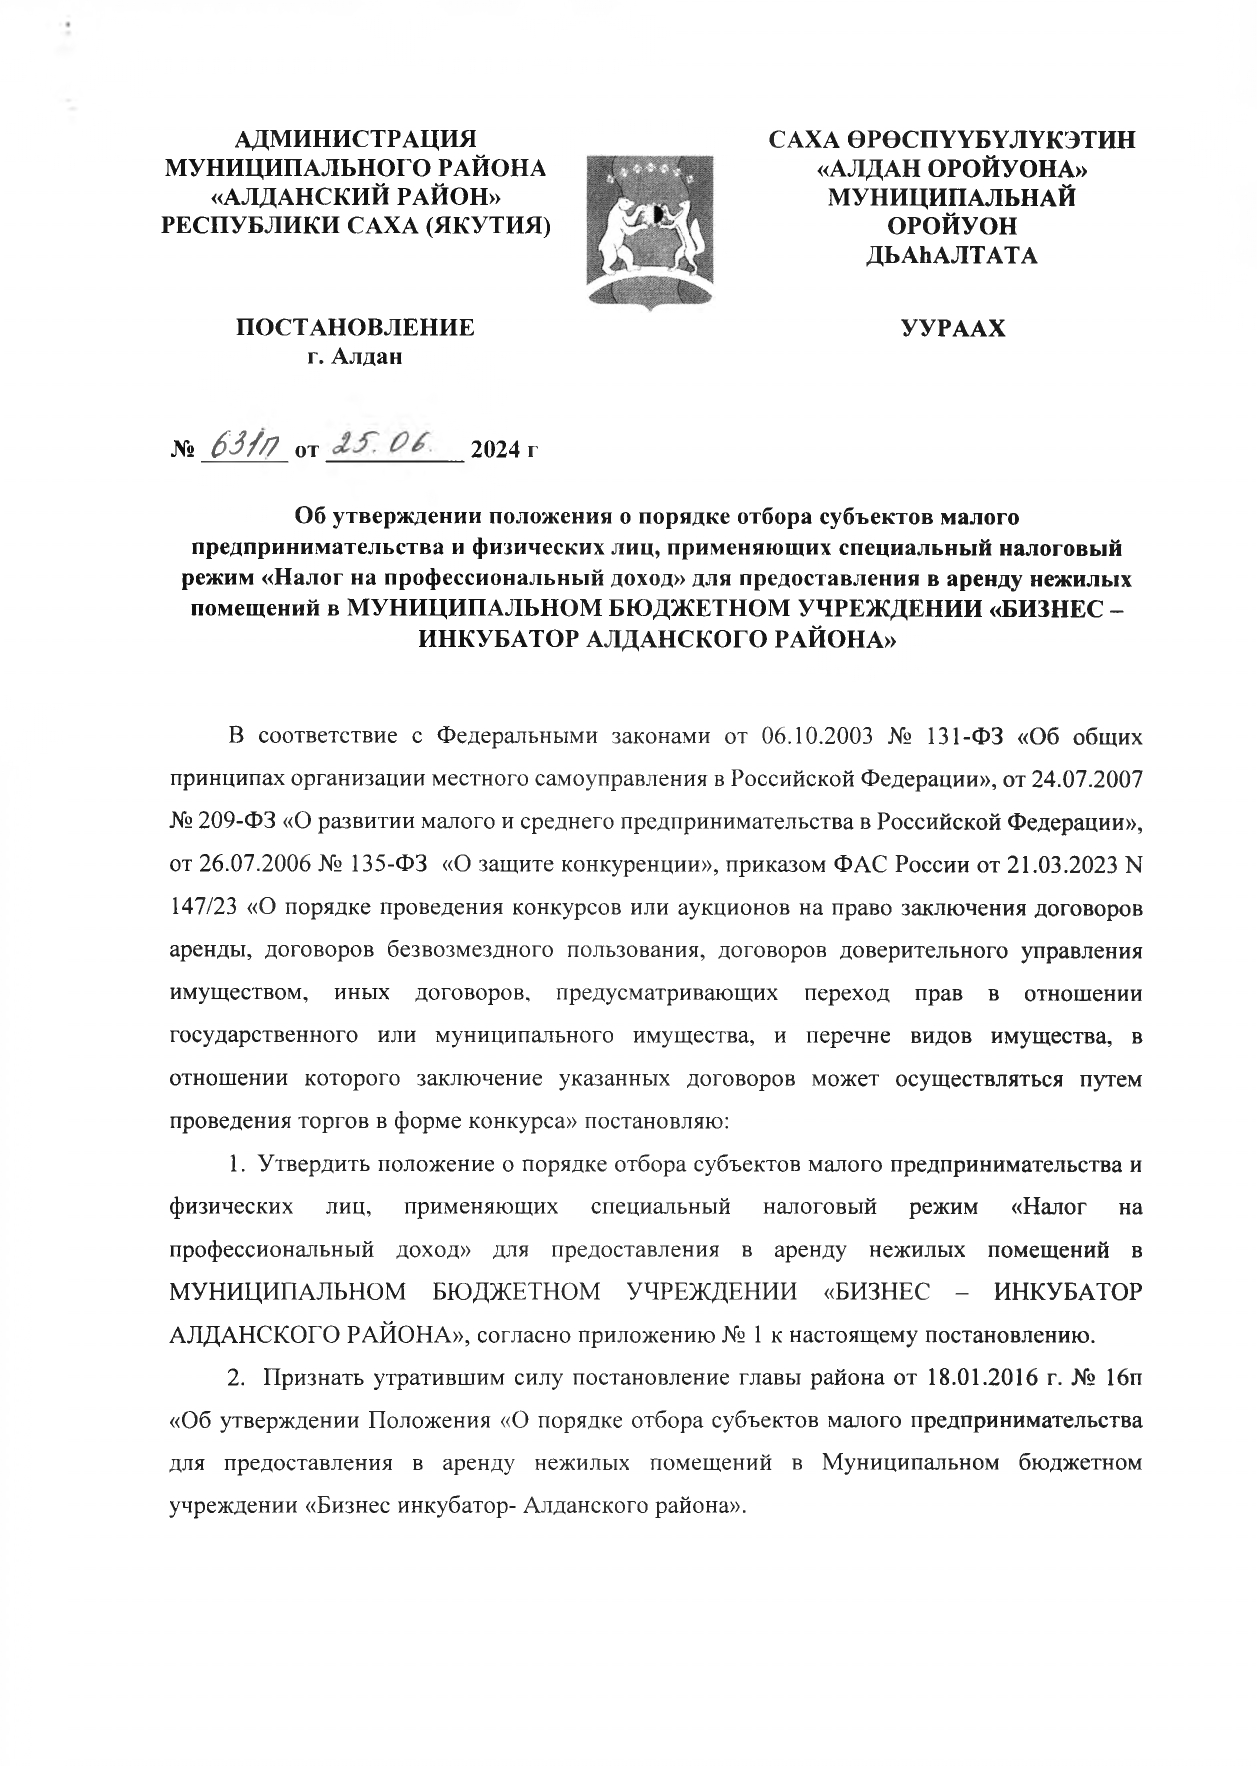 АДМИНИСТРАЦИЯ
МУНИЦИПАЛЬНОГО РАЙОНА
«АЛДАНСКИЙ РАЙОН»
РЕСПУБЛИКИ САХА (ЯКУТИЯ)
ПОСТАНОВЛЕНИЕ
г. Алдан
САХА ӨРӨСПҮҮБҮЛҮКЭТИН
«АЛДАН ОРОЙУОНА»
МУНИЦИПАЛЬНАЙ
ОРОЙУОН
ДЬАһАЛТАТА
УУРААХ
№ 631п от 25.06. 2024 г
Об утверждении положения о порядке отбора субъектов малого
предпринимательства и физических лиц, применяющих специальный налоговый
режим «Налог на профессиональный доход» для предоставления в аренду нежилых
помещений в МУНИЦИПАЛЬНОМ БЮДЖЕТНОМ УЧРЕЖДЕНИИ «БИЗНЕС –
ИНКУБАТОР АЛДАНСКОГО РАЙОНА»
В соответствие с Федеральными законами от 06.10.2003 № 131-ФЗ «Об общих
принципах организации местного самоуправления в Российской Федерации», от 24.07.2007
№ 209-ФЗ «О развитии малого и среднего предпринимательства в Российской Федерации»,
от 26.07.2006 № 135-ФЗ «О защите конкуренции», приказом ФАС России от 21.03.2023 N
147/23 «О порядке проведения конкурсов или аукционов на право заключения договоров
аренды, договоров безвозмездного пользования, договоров доверительного управления
имуществом, иных договоров, предусматривающих переход прав в отношении
государственного или муниципального имущества, и перечне видов имущества, в
отношении которого заключение указанных договоров может осуществляться путем
проведения торгов в форме конкурса» постановляю:
1. Утвердить положение о порядке отбора субъектов малого предпринимательства и
физических лиц, применяющих специальный налоговый режим «Налог на
профессиональный доход» для предоставления в аренду нежилых помещений в
МУНИЦИПАЛЬНОМ БЮДЖЕТНОМ УЧРЕЖДЕНИИ «БИЗНЕС – ИНКУБАТОР
АЛДАНСКОГО РАЙОНА», согласно приложению № 1 к настоящему постановлению.
2. Признать утратившим силу постановление главы района от 18.01.2016 г. № 16п
«Об утверждении Положения «О порядке отбора субъектов малого предпринимательства
для предоставления в аренду нежилых помещений в Муниципальном бюджетном
учреждении «Бизнес инкубатор- Алданского района».